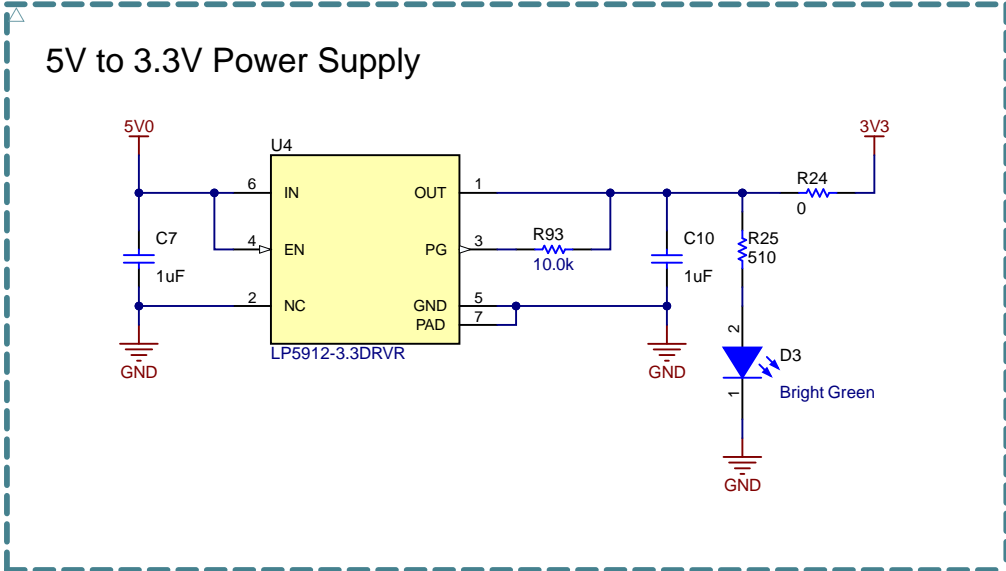 5V to 3.3V Power Supply
5V0
3V3
U4
R24
6
IN
OUT
1
0
C7
1uF
4
EN
PG
3
R93
10.0k
C10
1uF
R25
510
2
NC
GND
5
PAD
7
LP5912-3.3DRVR
GND
GND
2
D3
1
Bright Green
GND